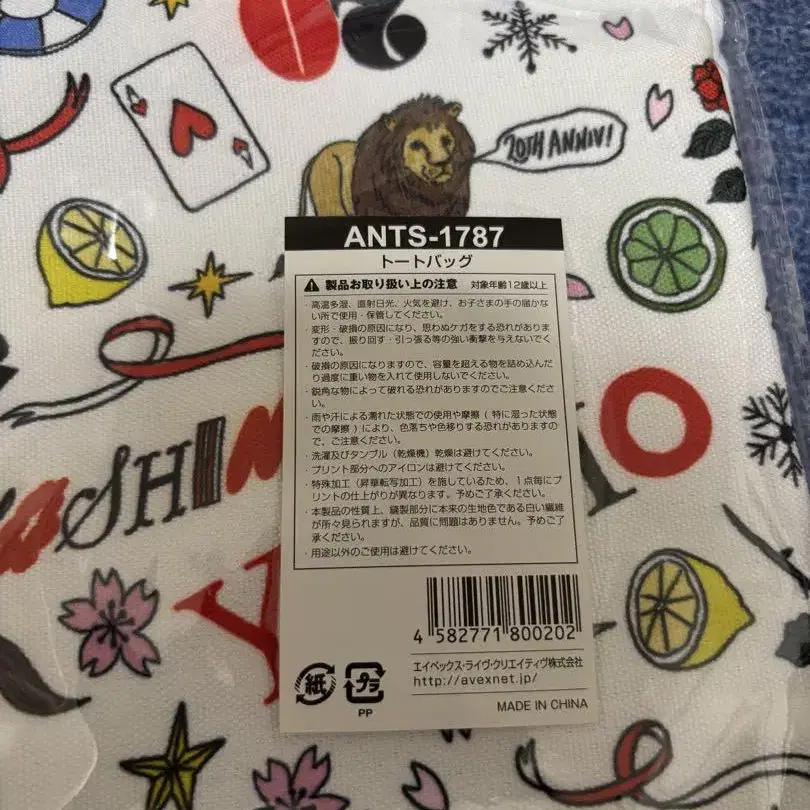 02
20TH ANNIV!
ANTS-1787
トートバッグ
製品お取り扱い上の注意 対象年齢12歳以上
・高温多湿、直射日光、火気を避け、お子さまの手の届かな
い所で使用・保管してください。
・変形・破損の原因になり、思わぬケガをする恐れがありま
すので、振り回す・引っ張る等の強い衝撃を与えないでく
ださい。
・破損の原因になりますので、容量を超える物を詰め込んだ
り過度に重い物を入れて使用しないでください。
・鋭角な物によって破れる恐れがありますのでご注意くださ
い。
・雨や汗による濡れた状態での使用や摩擦 ( 特に湿った状態
での摩擦 ) により、色落ちや色移りする恐れがありますの
で、ご注意ください。
・洗濯及びタンブル（乾燥機）乾燥は避けてください。
・プリント部分へのアイロンは避けてください。
・特殊加工（昇華転写加工）を施しているため、1点毎にプ
リントの仕上がりが異なります。予めご了承ください。
・本製品の性質上、縫製部分に本来の生地色である白い繊維
が所々見られますが、品質に問題はありません。予めご了
承ください。
・用途以外のご使用は避けてください。
OSHI
O
Y
4 582771 800202
エイベックス・ライヴ・クリエイティヴ株式会社
http://avexnet.jp/
紙
プラ
PP
MADE IN CHINA